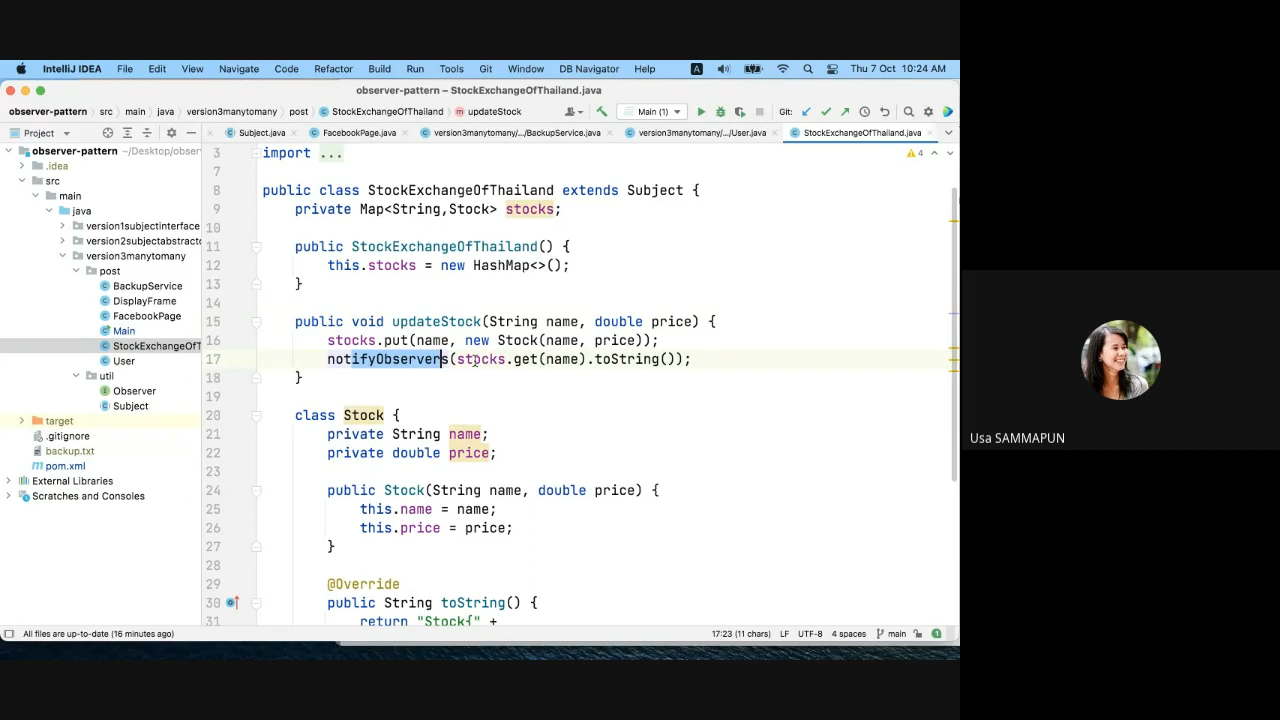 IntelliJ IDEA File Edit View Navigate Code Refactor Build Run Tools Git Window DB Navigator Help A Thu 7 Oct 10:24 AM
observer-pattern – StockExchangeOfThailand.java
observer-pattern src main java version3manytomany post StockExchangeOfThailand updateStock Main (1) Git:
Project Subject.java FacebookPage.java version3manytomany/.../BackupService.java version3manytomany/.../User.java StockExchangeOfThailand.java
observer-pattern ~/Desktop/obser
.idea
src
main
java
version1subjectinterface
version2subjectabstract
version3manytomany
post
BackupService
DisplayFrame
FacebookPage
Main
StockExchangeOfT
User
util
Observer
Subject
target
.gitignore
backup.txt
pom.xml
External Libraries
Scratches and Consoles
3 import ...
7
8 public class StockExchangeOfThailand extends Subject {
9 private Map<String,Stock> stocks;
10
11 public StockExchangeOfThailand() {
12 this.stocks = new HashMap<>();
13 }
14
15 public void updateStock(String name, double price) {
16 stocks.put(name, new Stock(name, price));
17 notifyObservers(stocks.get(name).toString());
18 }
19
20 class Stock {
21 private String name;
22 private double price;
23
24 public Stock(String name, double price) {
25 this.name = name;
26 this.price = price;
27 }
28
29 @Override
30 public String toString() {
31 return "Stock{" +
4
All files are up-to-date (16 minutes ago) 17:23 (11 chars) LF UTF-8 4 spaces main 1
Usa SAMMAPUN